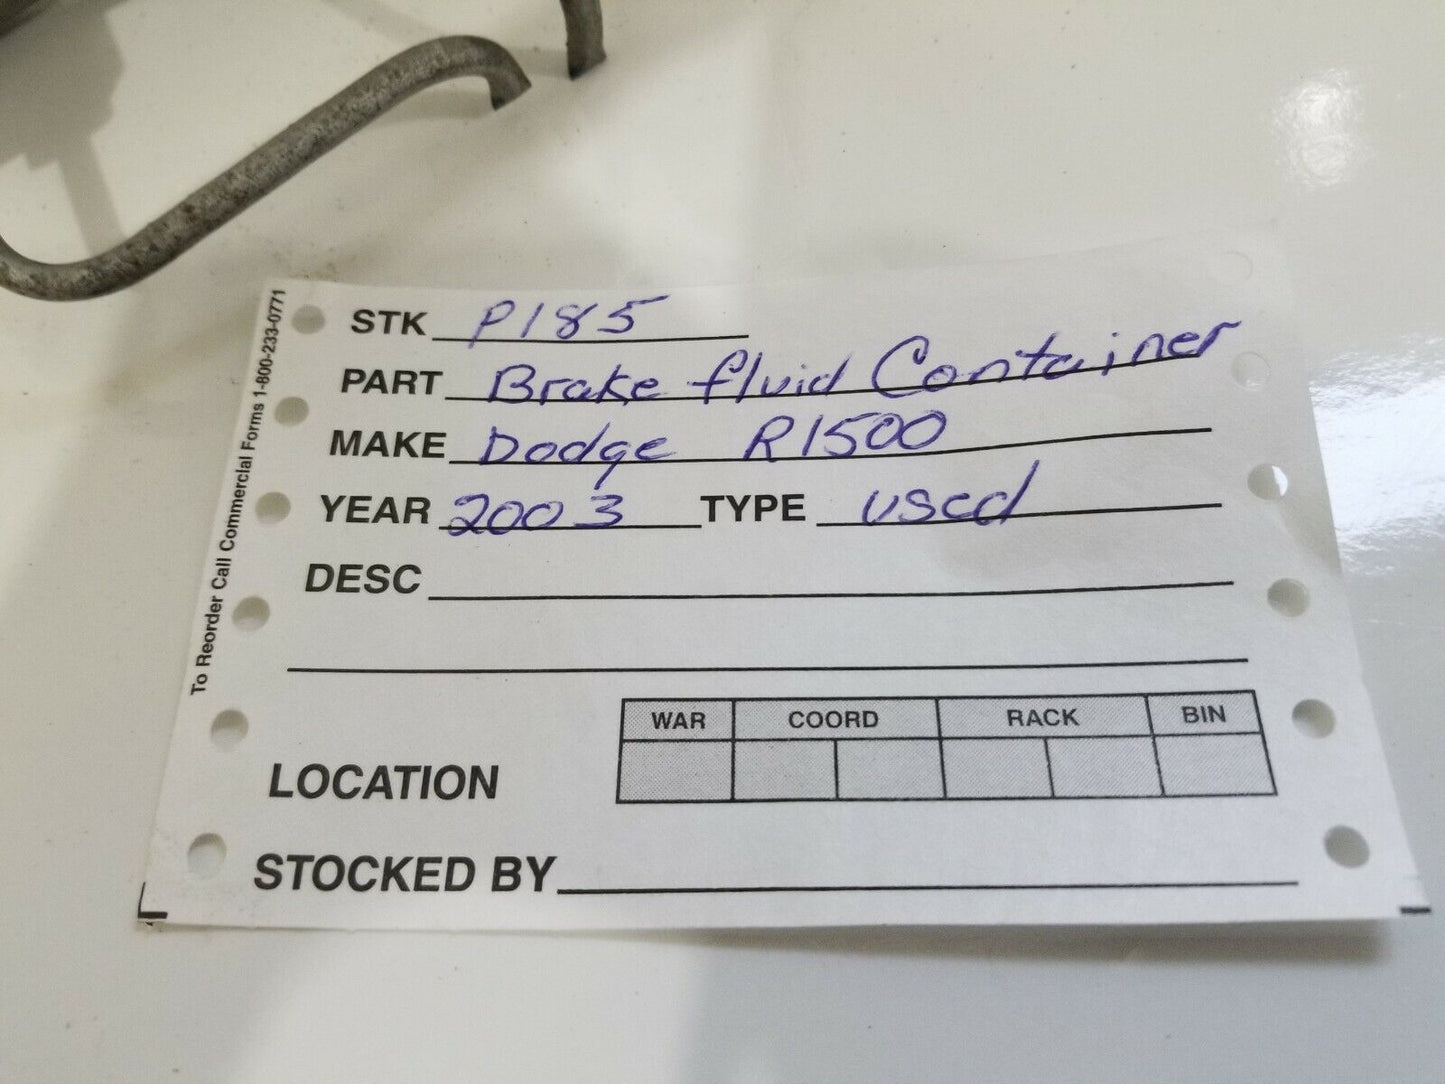 To Reorder Call Commercial Forms 1-800-233-0771
STK P185
PART Brake fluid Container
MAKE Dodge R1500
YEAR 2003 TYPE used
DESC
WAR COORD RACK BIN
LOCATION
STOCKED BY